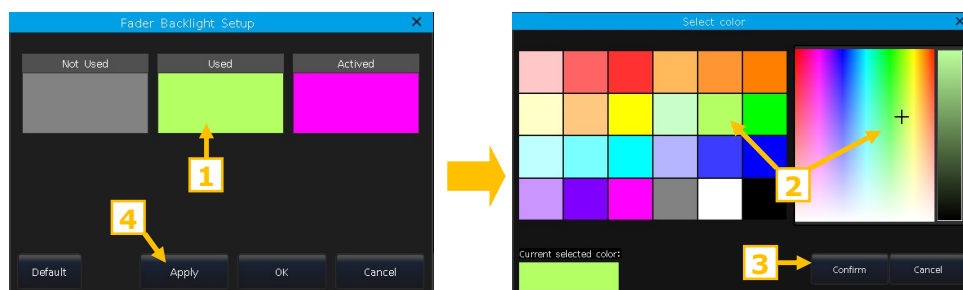 Fader Backlight Setup
Not Used
Used
Actived
1
4
Default
Apply
OK
Cancel
Select color
2
Current selected color:
3
Confirm
Cancel